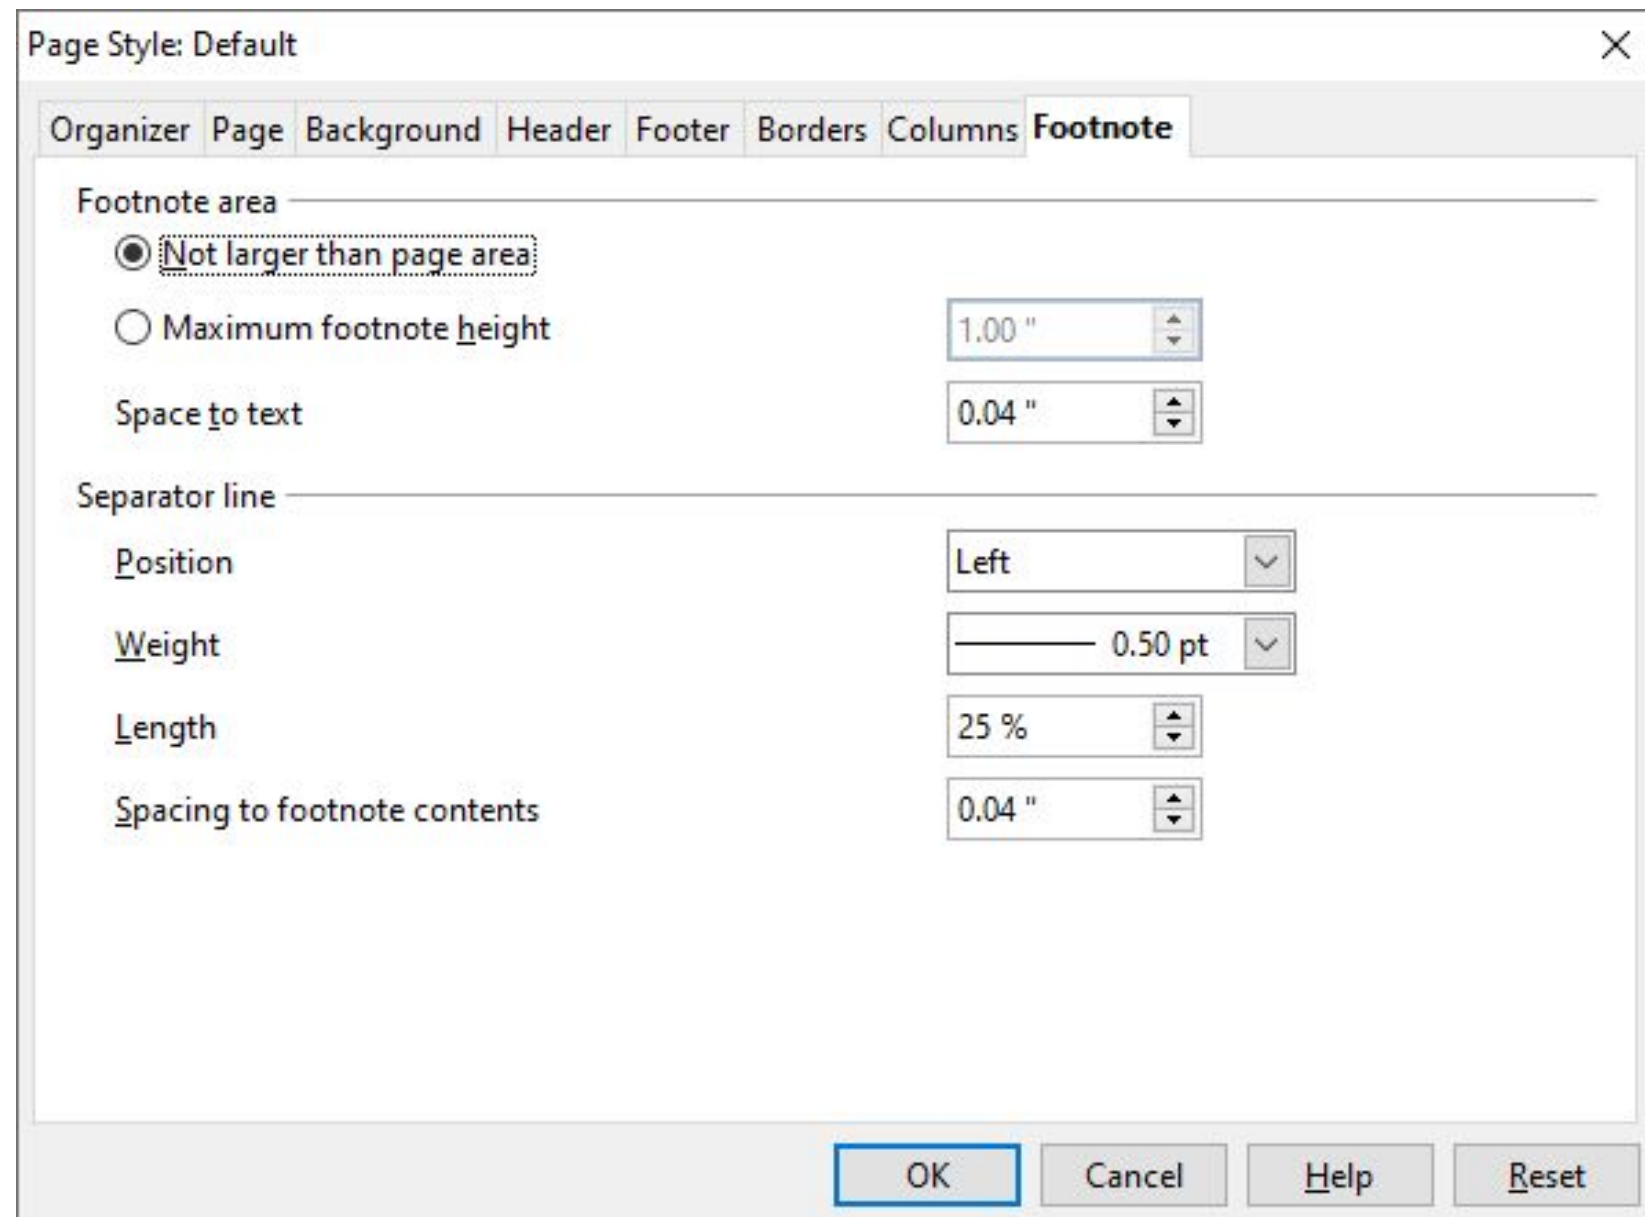 Page Style: Default
Organizer Page Background Header Footer Borders Columns Footnote
Footnote area
Not larger than page area
Maximum footnote height 1.00 "
Space to text 0.04 "
Separator line
Position Left
Weight 0.50 pt
Length 25 %
Spacing to footnote contents 0.04 "
OK Cancel Help Reset